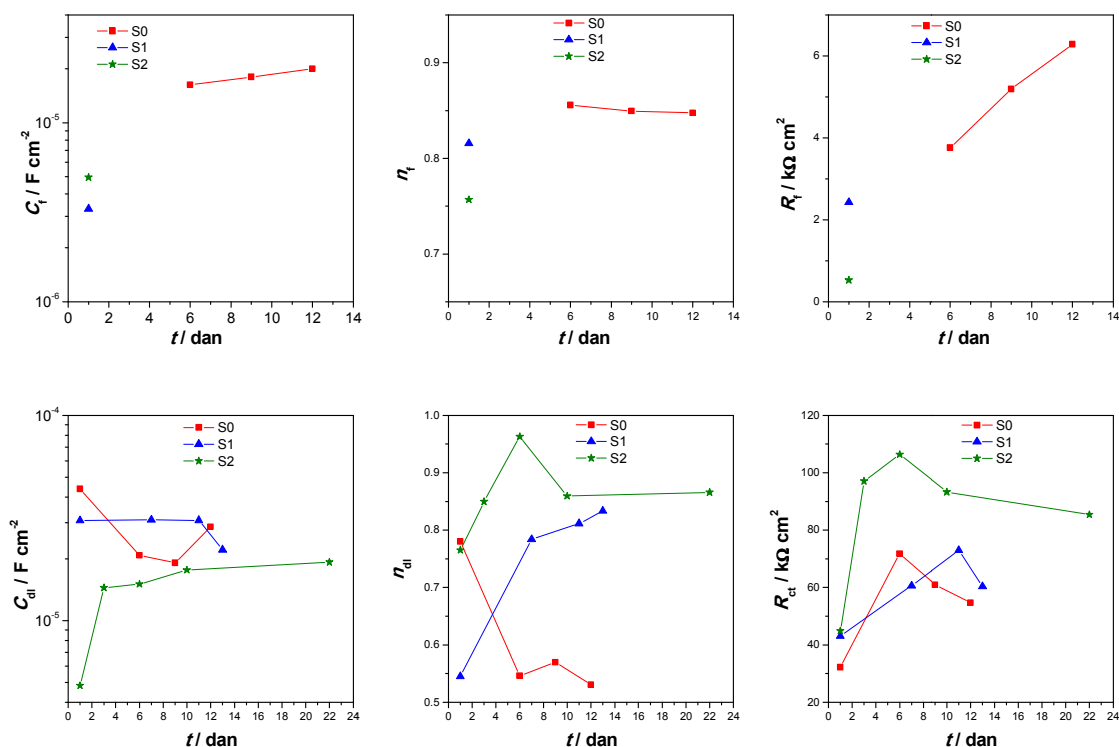 S0
S1
S2
10⁻⁵
10⁻⁶
C_f / F cm⁻²
0 2 4 6 8 10 12 14
t / dan
S0
S1
S2
0.9
0.8
0.7
n_f
0 2 4 6 8 10 12 14
t / dan
S0
S1
S2
6
4
2
0
R_f / kΩ cm²
0 2 4 6 8 10 12 14
t / dan
S0
S1
S2
10⁻⁴
10⁻⁵
C_dl / F cm⁻²
0 2 4 6 8 10 12 14 16 18 20 22 24
t / dan
S0
S1
S2
1.0
0.9
0.8
0.7
0.6
0.5
n_dl
0 2 4 6 8 10 12 14 16 18 20 22 24
t / dan
S0
S1
S2
120
100
80
60
40
20
R_ct / kΩ cm²
0 2 4 6 8 10 12 14 16 18 20 22 24
t / dan